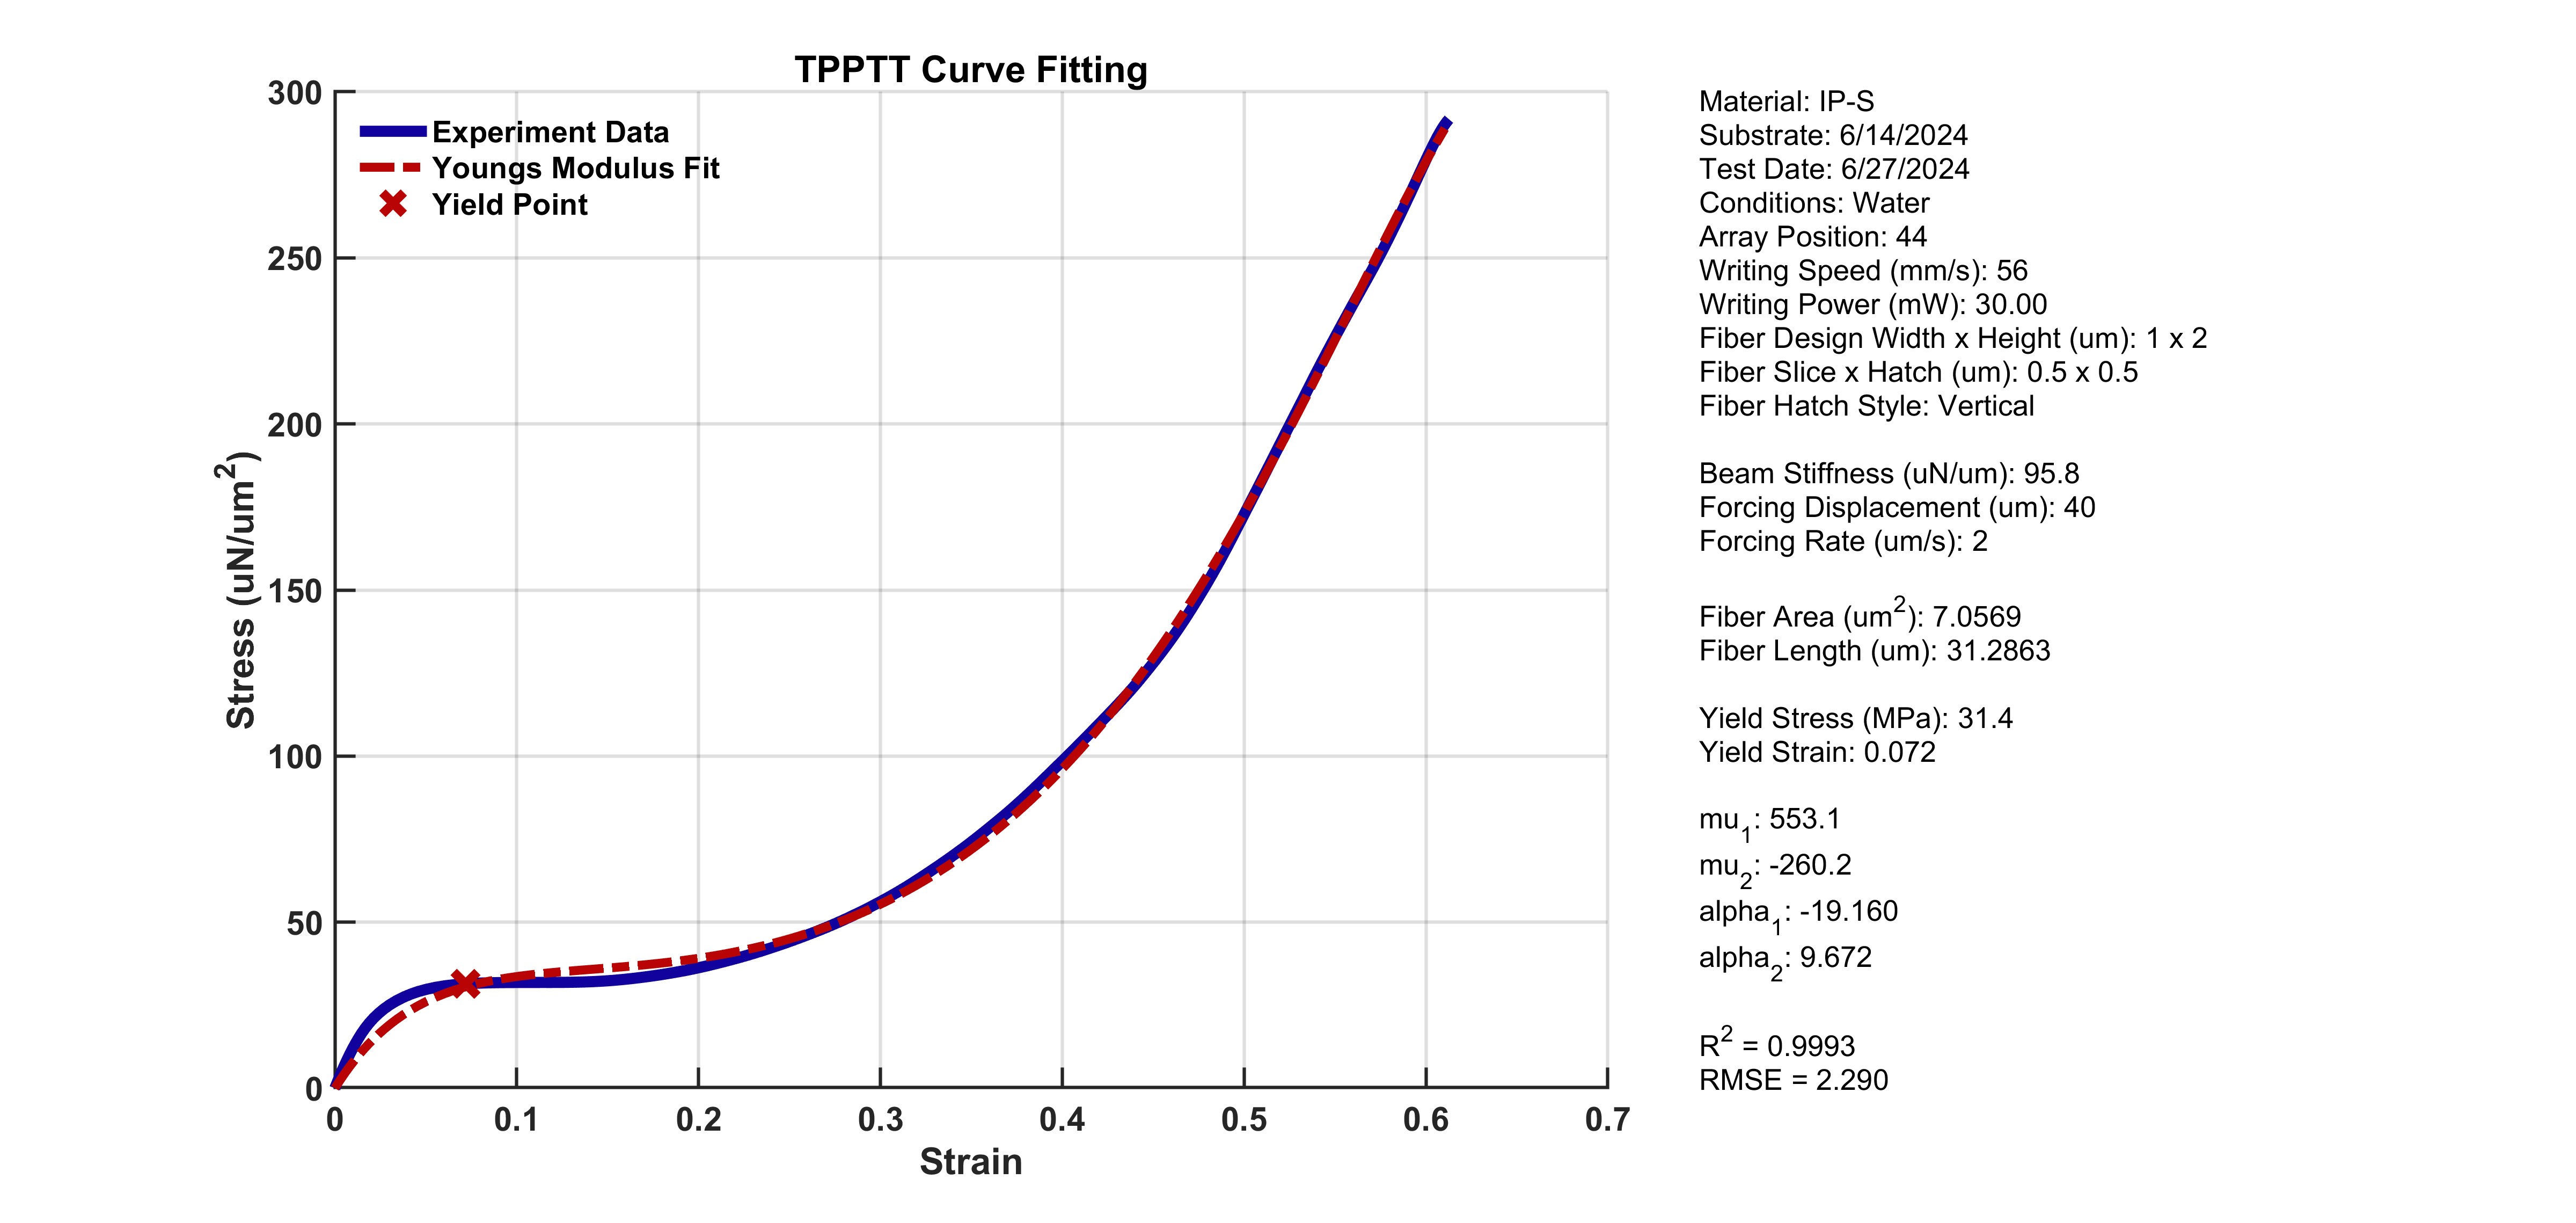 TPPTT Curve Fitting
300
250
200
150
100
50
0
Stress (uN/um²)
Experiment Data
Youngs Modulus Fit
Yield Point
0 0.1 0.2 0.3 0.4 0.5 0.6 0.7
Strain
Material: IP-S
Substrate: 6/14/2024
Test Date: 6/27/2024
Conditions: Water
Array Position: 44
Writing Speed (mm/s): 56
Writing Power (mW): 30.00
Fiber Design Width x Height (um): 1 x 2
Fiber Slice x Hatch (um): 0.5 x 0.5
Fiber Hatch Style: Vertical
Beam Stiffness (uN/um): 95.8
Forcing Displacement (um): 40
Forcing Rate (um/s): 2
Fiber Area (um²): 7.0569
Fiber Length (um): 31.2863
Yield Stress (MPa): 31.4
Yield Strain: 0.072
mu₁: 553.1
mu₂: -260.2
alpha₁: -19.160
alpha₂: 9.672
R² = 0.9993
RMSE = 2.290